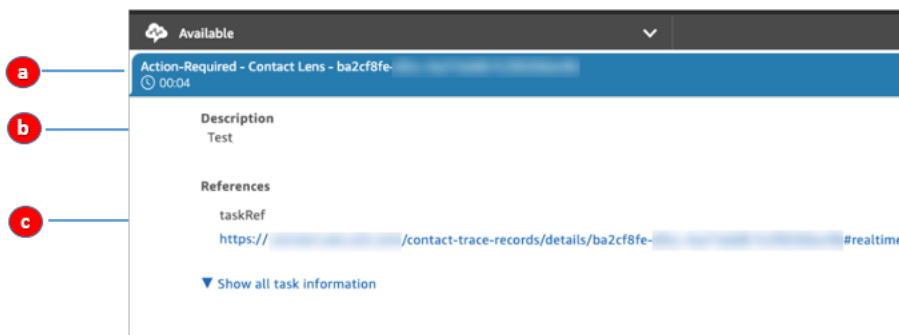 Available
a
Action-Required - Contact Lens - ba2cf8fe-
00:04
b
Description
Test
References
c
taskRef
https:// /contact-trace-records/details/ba2cf8fe- #realtime
Show all task information